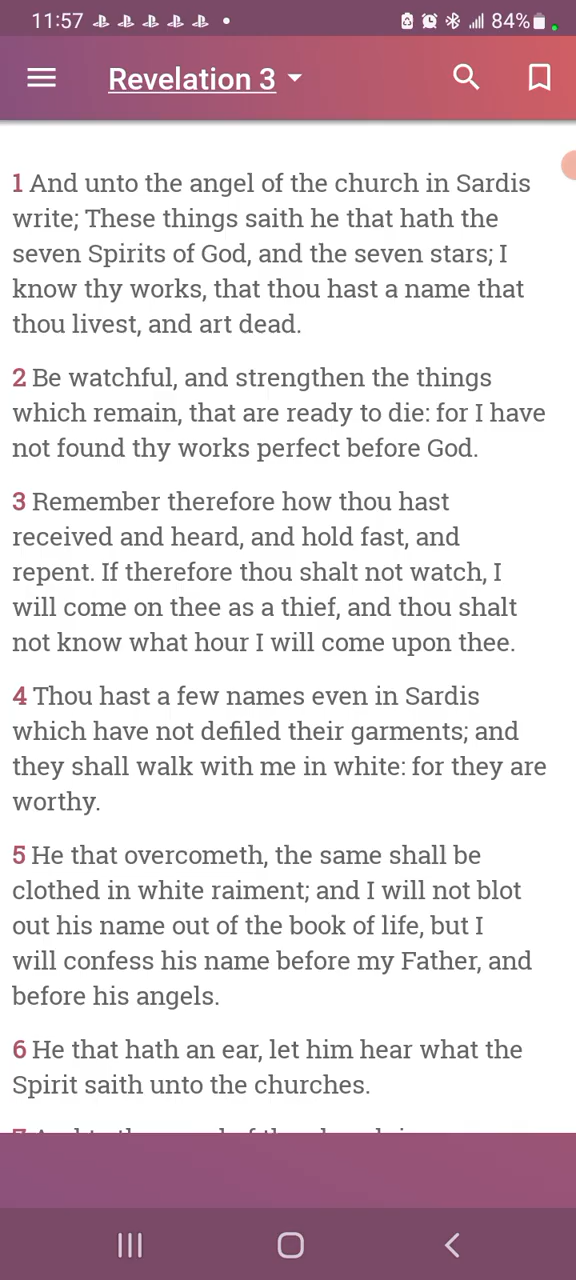 11:57
84%
Revelation 3
1 And unto the angel of the church in Sardis
write; These things saith he that hath the
seven Spirits of God, and the seven stars; I
know thy works, that thou hast a name that
thou livest, and art dead.
2 Be watchful, and strengthen the things
which remain, that are ready to die: for I have
not found thy works perfect before God.
3 Remember therefore how thou hast
received and heard, and hold fast, and
repent. If therefore thou shalt not watch, I
will come on thee as a thief, and thou shalt
not know what hour I will come upon thee.
4 Thou hast a few names even in Sardis
which have not defiled their garments; and
they shall walk with me in white: for they are
worthy.
5 He that overcometh, the same shall be
clothed in white raiment; and I will not blot
out his name out of the book of life, but I
will confess his name before my Father, and
before his angels.
6 He that hath an ear, let him hear what the
Spirit saith unto the churches.